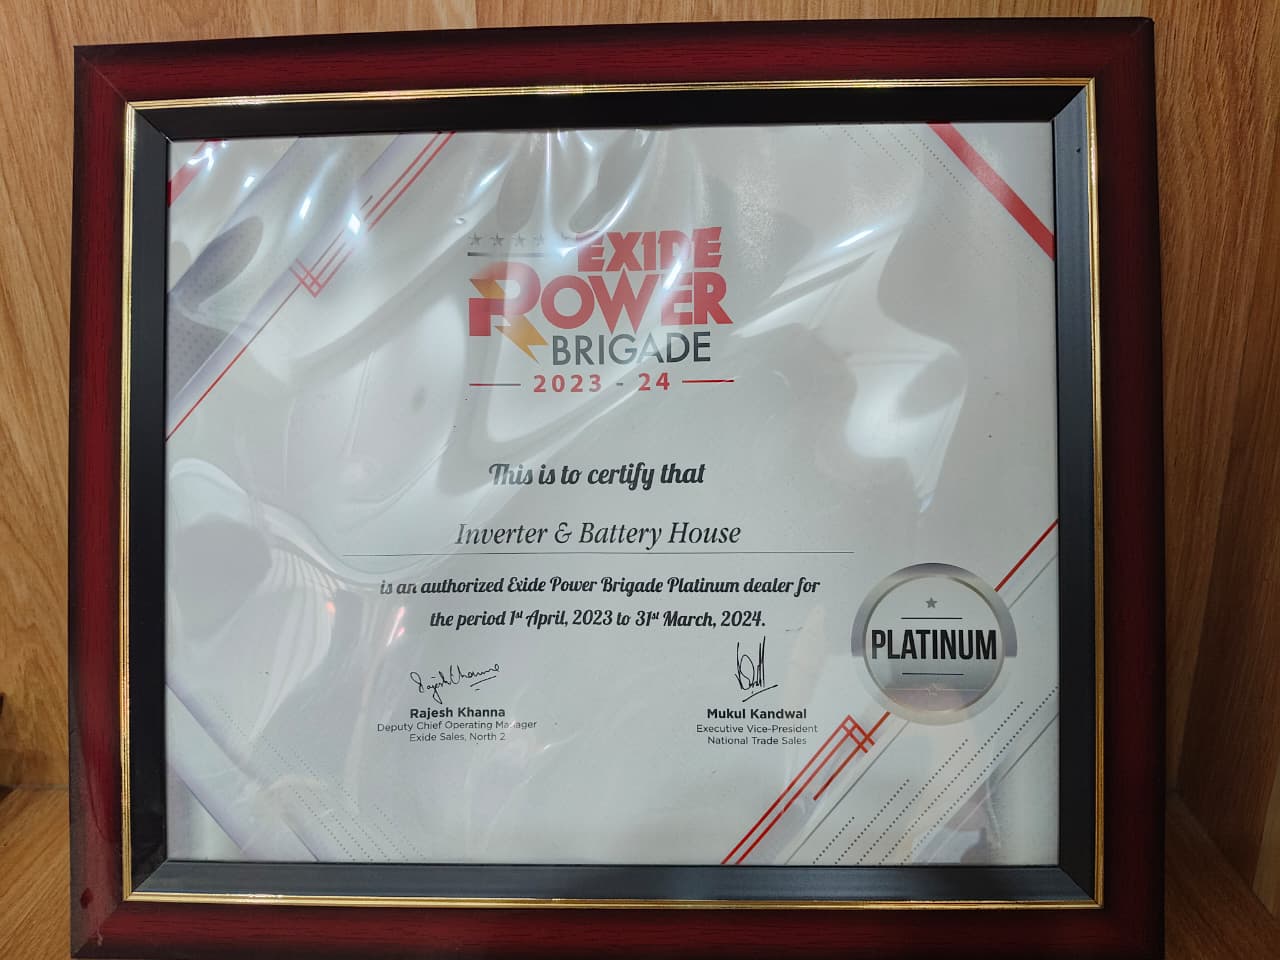 EXIDE
POWER
BRIGADE
2023 - 24
This is to certify that
Inverter & Battery House
is an authorized Exide Power Brigade Platinum dealer for
the period 1st April, 2023 to 31st March, 2024.
PLATINUM
Rajesh Khanna
Rajesh Khanna
Deputy Chief Operating Manager
Exide Sales, North 2
Mukul Kandwal
Executive Vice-President
National Trade Sales